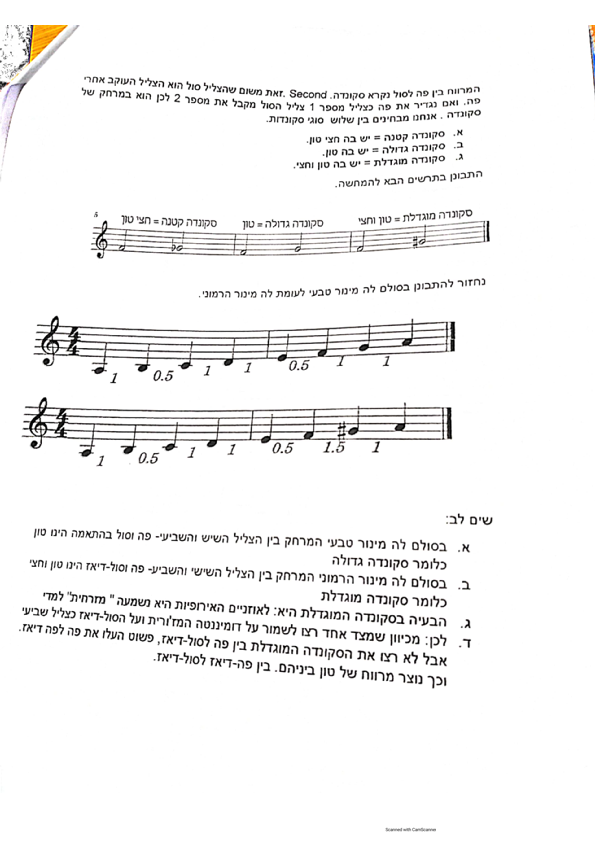 המרווח בין פה לסול נקרא סקונדה. Second .זאת משום שהצליל סול הוא הצליל העוקב אחרי
פה. ואם נגדיר את פה כצליל מספר 1 צליל הסול מקבל את מספר 2 לכן הוא במרחק של
סקונדה . אנחנו מבחינים בין שלוש סוגי סקונדות.
א. סקונדה קטנה = יש בה חצי טון.
ב. סקונדה גדולה = יש בה טון.
ג. סקונדה מוגדלת = יש בה טון וחצי.
התבונן בתרשים הבא להמחשה.
5
סקונדה קטנה = חצי טון סקונדה גדולה = טון סקונדה מוגדלת = טון וחצי
נחזור להתבונן בסולם לה מינור טבעי לעומת לה מינור הרמוני.
4 4
1 0.5 1 1 0.5 1 1
4 4
1 0.5 1 1 0.5 1.5 1
שים לב:
א. בסולם לה מינור טבעי המרחק בין הצליל השיש והשביעי- פה וסול בהתאמה הינו טון
כלומר סקונדה גדולה
ב. בסולם לה מינור הרמוני המרחק בין הצליל השישי והשביע- פה וסול-דיאז הינו טון וחצי
כלומר סקונדה מוגדלת
ג. הבעיה בסקונדה המוגדלת היא: לאוזניים האירופיות היא נשמעה " מזרחית" למדי
ד. לכן: מכיוון שמצד אחד רצו לשמור על דומיננטה המז'ורית ועל הסול-דיאז כצליל שביעי
אבל לא רצו את הסקונדה המוגדלת בין פה לסול-דיאז, פשוט העלו את פה לפה דיאז.
וכך נוצר מרווח של טון ביניהם. בין פה-דיאז לסול-דיאז.
Scanned with CamScanner